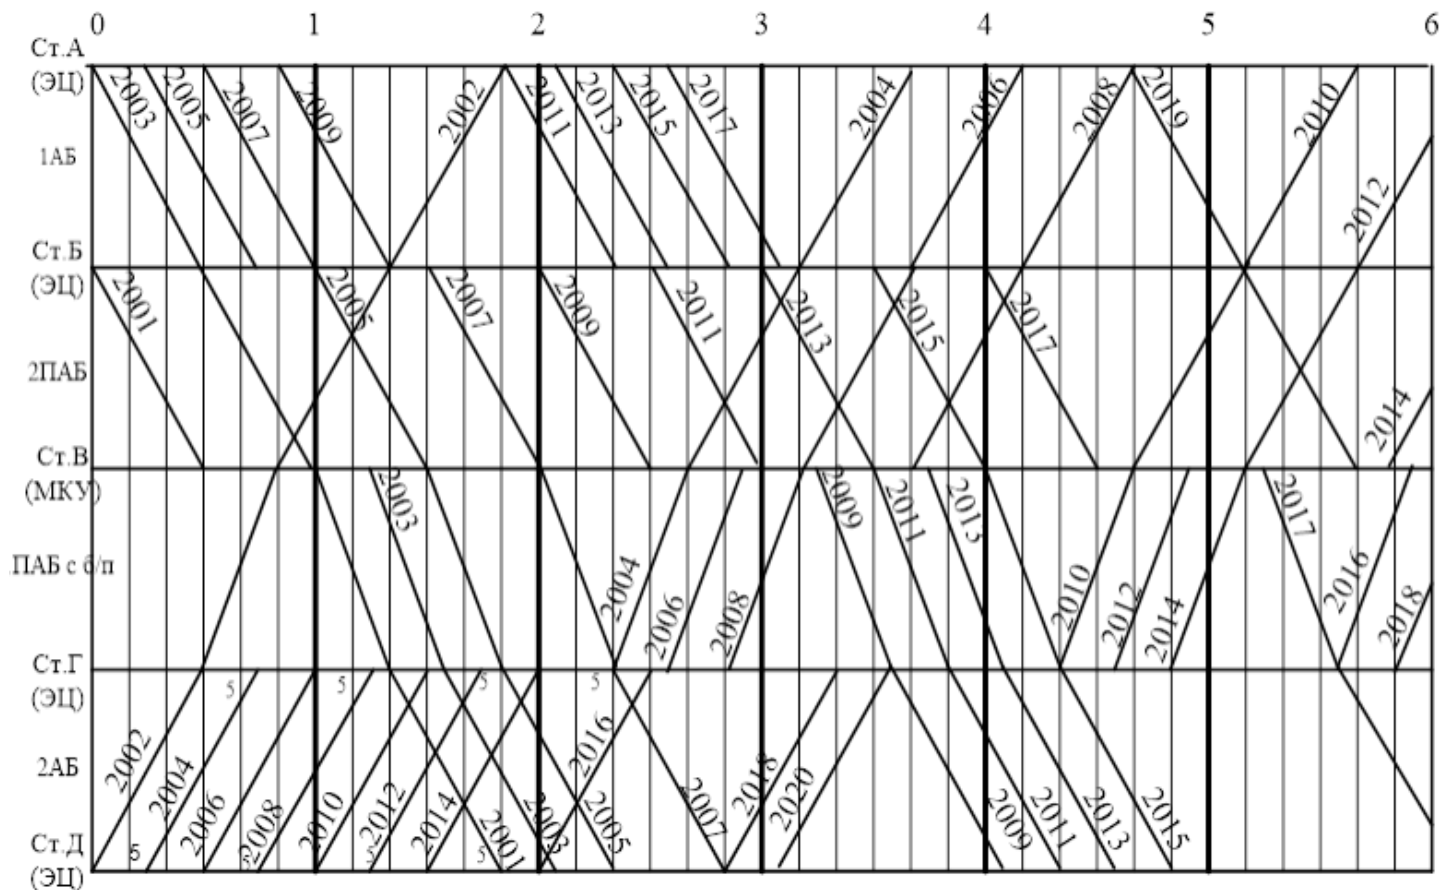 0 1 2 3 4 5 6
Ст.А
(ЭЦ)
2003 2005 2007 2009 2002 2011 2013 2015 2017 2004 2006 2008 2019 2010
1АБ
2012
Ст.Б
(ЭЦ)
2001 2005 2007 2009 2011 2013 2015 2017
2ПАБ
2014
Ст.В
(МКУ)
2003 2009 2011 2013 2017
ПАБ с б/п
2004 2006 2008 2010 2012 2014 2016 2018
Ст.Г
(ЭЦ)
5 5 5 5
2АБ
2002 2004 2006 2008 2010 2012 2014 2001 2003 2016 2005 2007 2018 2020 2009 2011 2013 2015
Ст.Д
5 5 5 5
(ЭЦ)